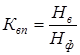 Kвп = Hв / Hф